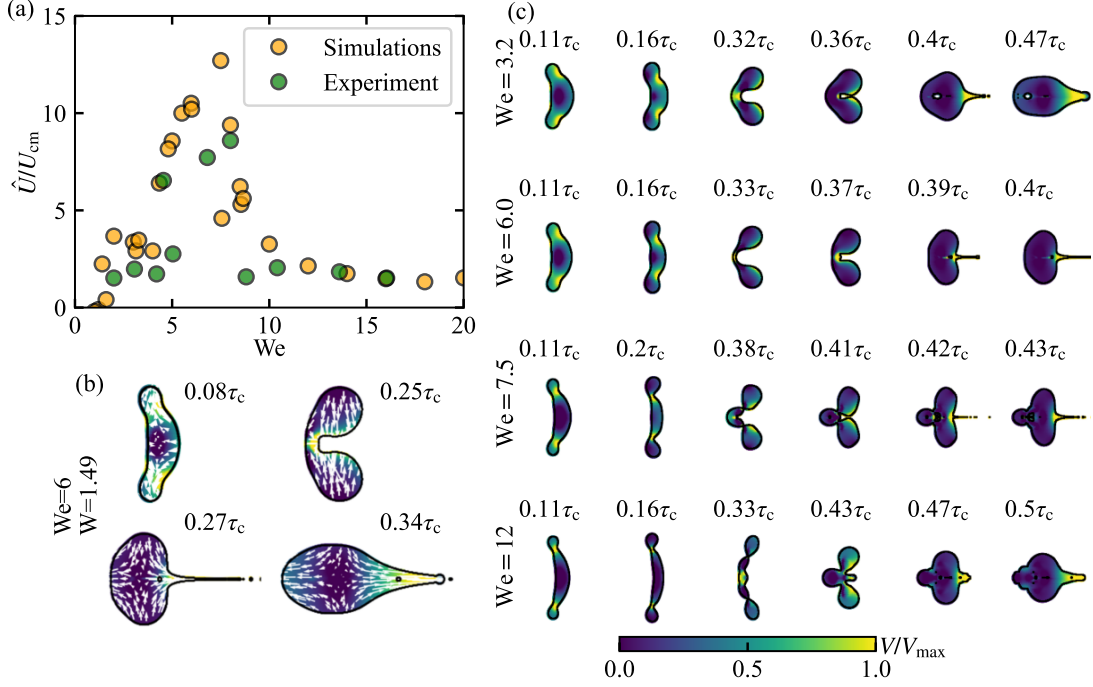 (a)
15
10
5
0
Û/U_cm
0 5 10 15 20
We
Simulations
Experiment
(b)
We=6
W=1.49
0.08τ_c 0.25τ_c
0.27τ_c 0.34τ_c
(c)
We = 3.2
0.11τ_c 0.16τ_c 0.32τ_c 0.36τ_c 0.4τ_c 0.47τ_c
We = 6.0
0.11τ_c 0.16τ_c 0.33τ_c 0.37τ_c 0.39τ_c 0.4τ_c
We = 7.5
0.11τ_c 0.2τ_c 0.38τ_c 0.41τ_c 0.42τ_c 0.43τ_c
We = 12
0.11τ_c 0.16τ_c 0.33τ_c 0.43τ_c 0.47τ_c 0.5τ_c
V/V_max
0.0 0.5 1.0